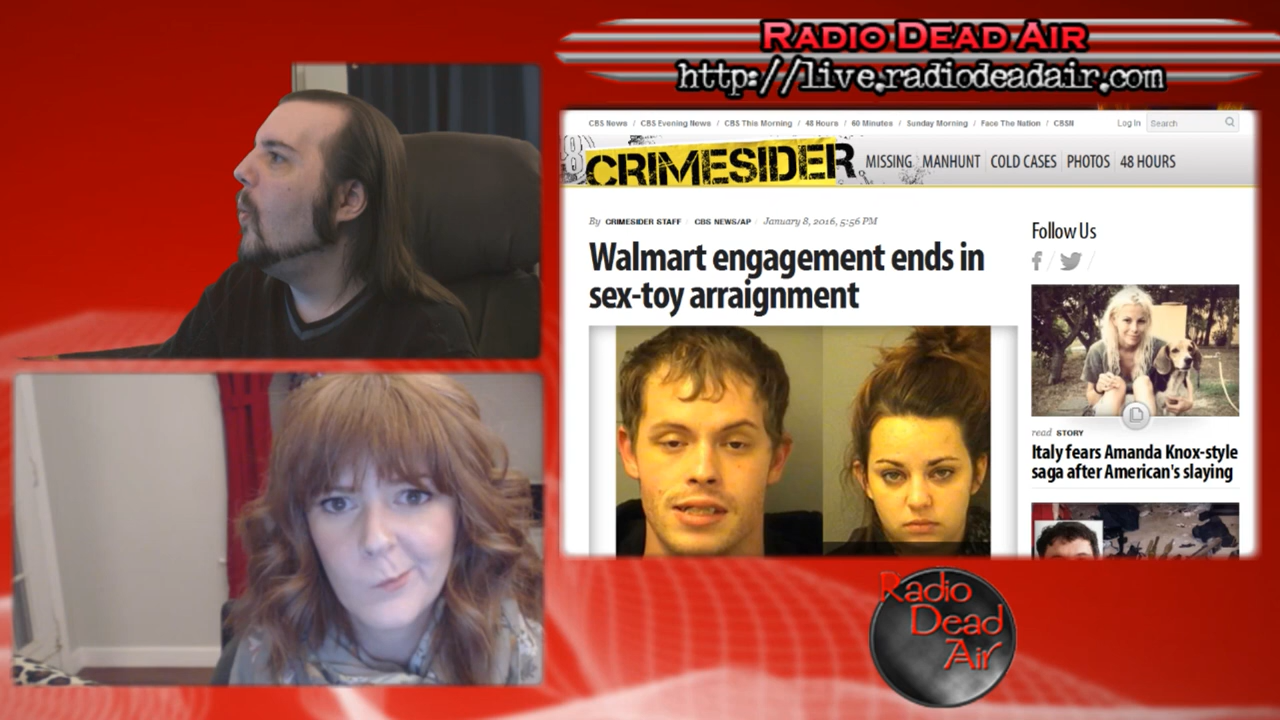 RADIO DEAD AIR
http://live.radiodeadair.com
CBS News / CBS Evening News / CBS This Morning / 48 Hours / 60 Minutes / Sunday Morning / Face The Nation / CBSN
Log In
Search
CRIMESIDER
MISSING MANHUNT COLD CASES PHOTOS 48 HOURS
By CRIMESIDER STAFF / CBS NEWS/AP / January 8, 2016, 5:56 PM
Walmart engagement ends in
sex-toy arraignment
Follow Us
read STORY
Italy fears Amanda Knox-style
saga after American's slaying
Radio
Dead
Air